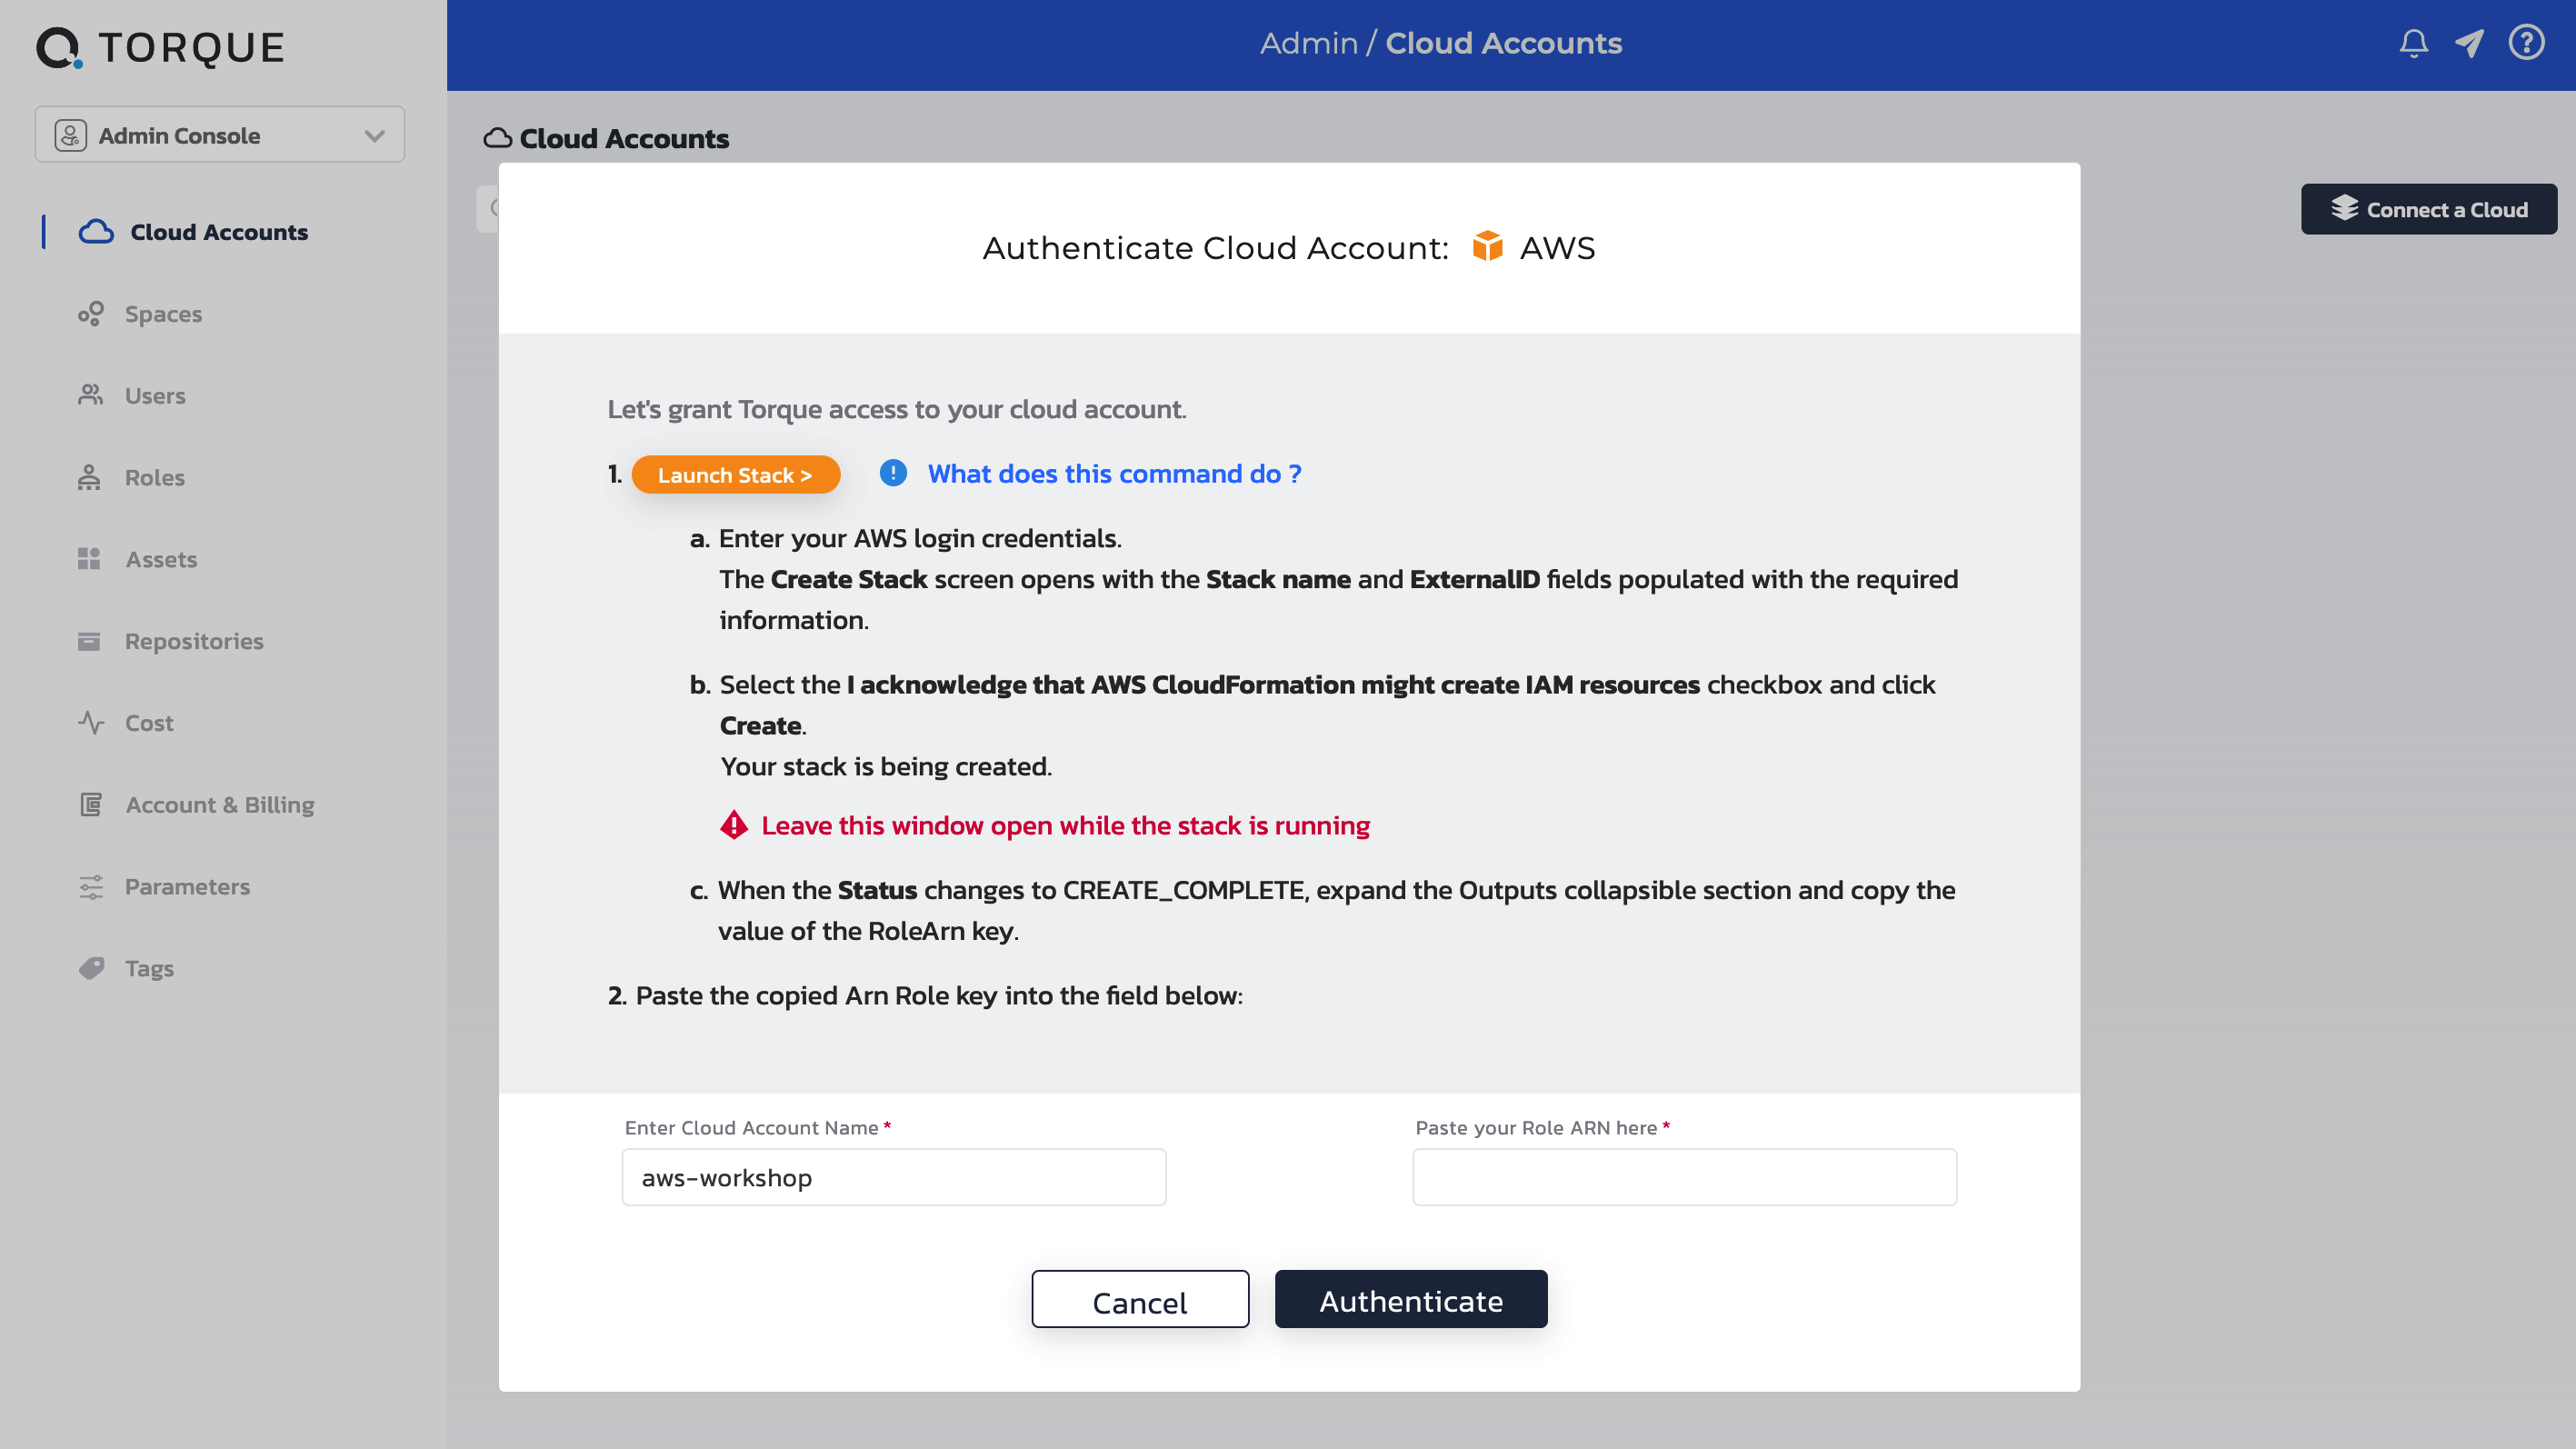 TORQUE
Admin / Cloud Accounts
Admin Console
Cloud Accounts
Spaces
Users
Roles
Assets
Repositories
Cost
Account & Billing
Parameters
Tags
Cloud Accounts
Connect a Cloud
Authenticate Cloud Account: AWS
Let's grant Torque access to your cloud account.
1. Launch Stack > What does this command do ?
a. Enter your AWS login credentials.
The Create Stack screen opens with the Stack name and ExternalID fields populated with the required
information.
b. Select the I acknowledge that AWS CloudFormation might create IAM resources checkbox and click
Create.
Your stack is being created.
Leave this window open while the stack is running
c. When the Status changes to CREATE_COMPLETE, expand the Outputs collapsible section and copy the
value of the RoleArn key.
2. Paste the copied Arn Role key into the field below:
Enter Cloud Account Name *
aws-workshop
Paste your Role ARN here *
Cancel
Authenticate